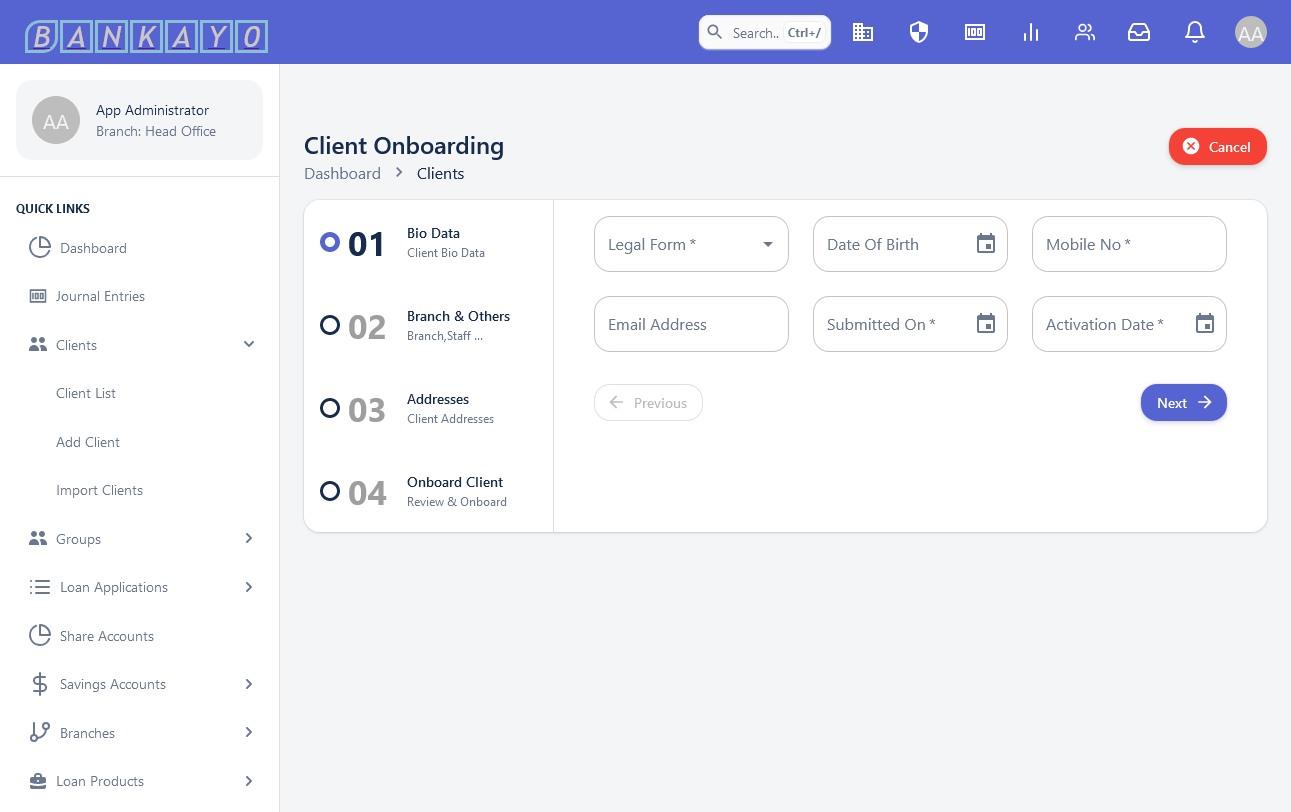 BANKAYO
Search..
Ctrl+/
AA
AA
App Administrator
Branch: Head Office
QUICK LINKS
Dashboard
Journal Entries
Clients
Client List
Add Client
Import Clients
Groups
Loan Applications
Share Accounts
Savings Accounts
Branches
Loan Products
Client Onboarding
Dashboard
Clients
Cancel
01
Bio Data
Client Bio Data
02
Branch & Others
Branch,Staff ...
03
Addresses
Client Addresses
04
Onboard Client
Review & Onboard
Legal Form *
Date Of Birth
Mobile No *
Email Address
Submitted On *
Activation Date *
Previous
Next